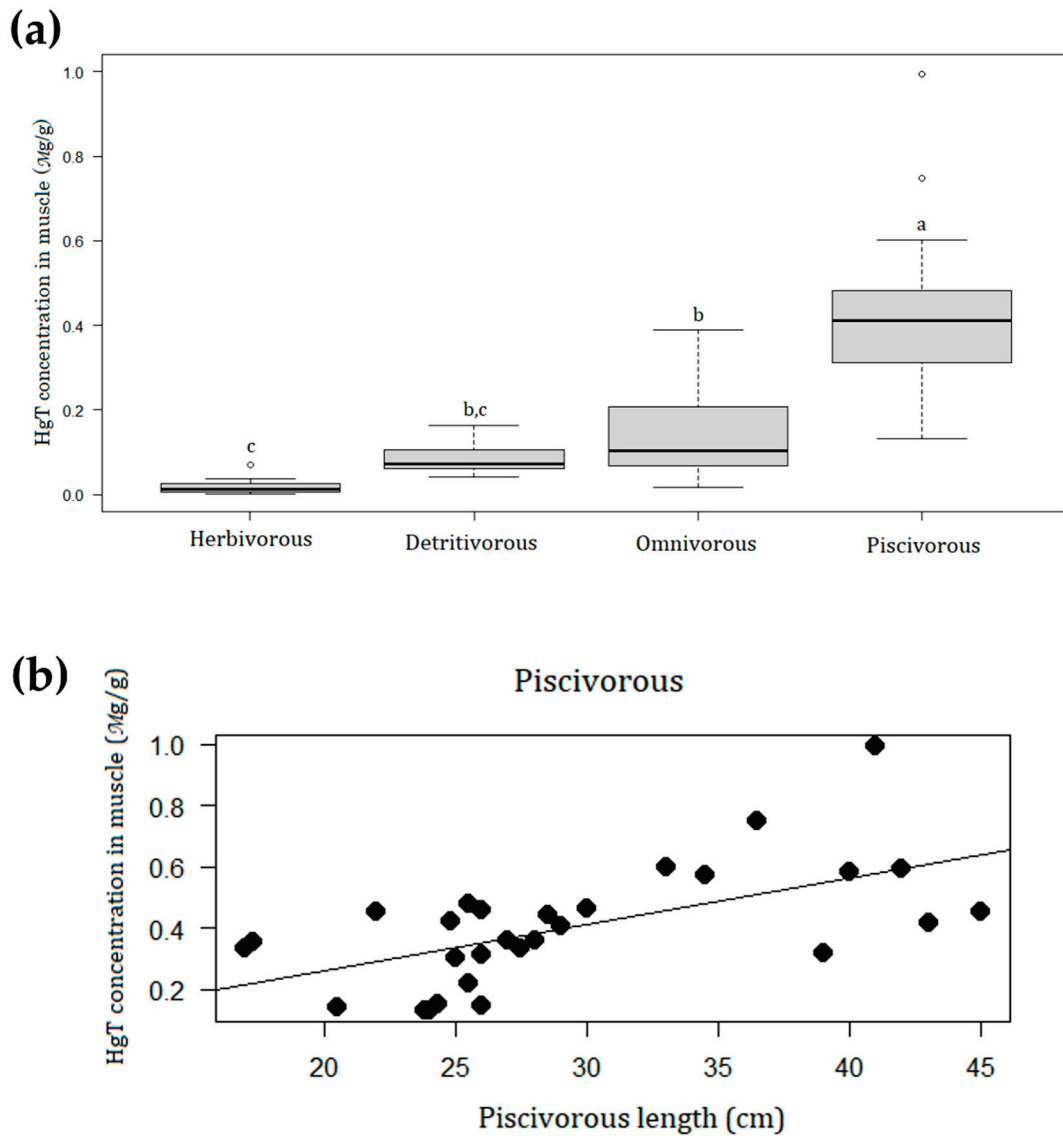 (a)
HgT concentration in muscle (ℳg/g)
1.0
0.8
0.6
0.4
0.2
0.0
c
b,c
b
a
Herbivorous Detritivorous Omnivorous Piscivorous
(b)
Piscivorous
HgT concentration in muscle (ℳg/g)
1.0
0.8
0.6
0.4
0.2
20 25 30 35 40 45
Piscivorous length (cm)